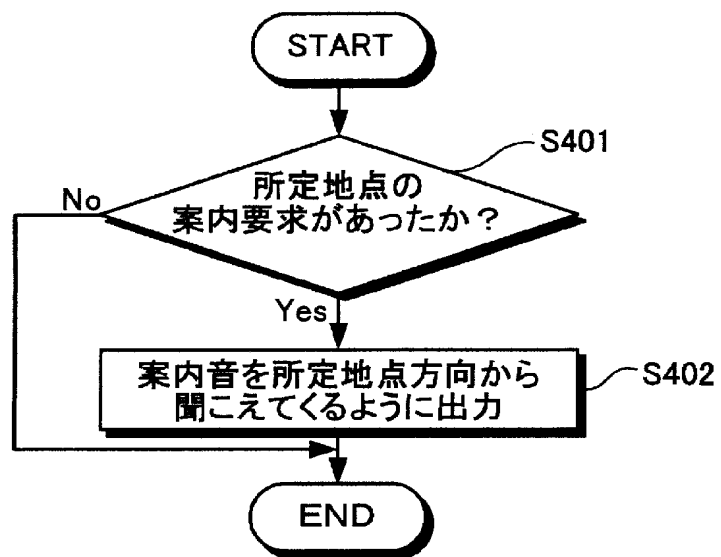 START
S401
所定地点の
No
案内要求があったか？
Yes
案内音を所定地点方向から
S402
聞こえてくるように出力
END